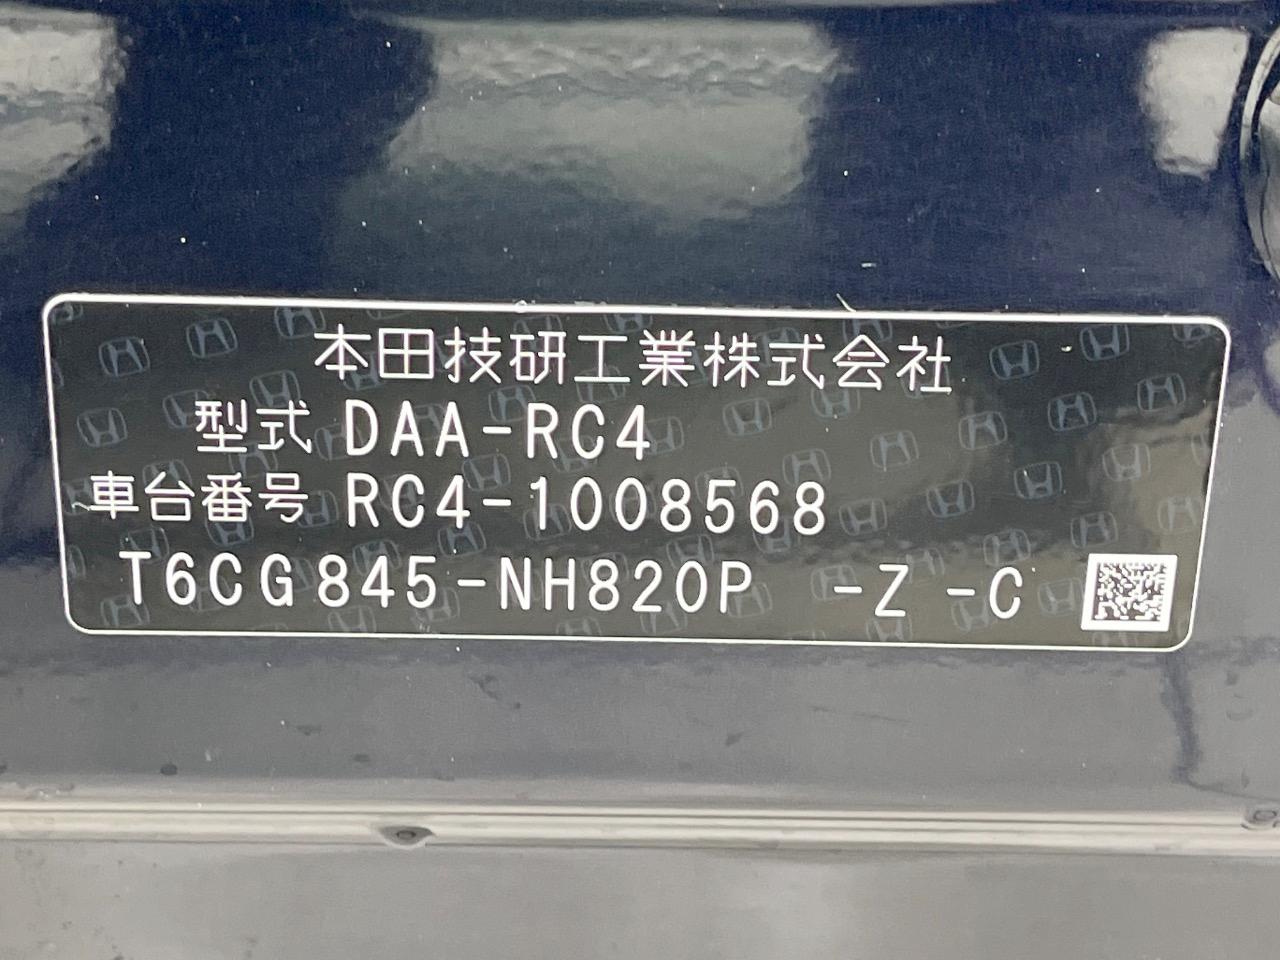 本田技研工業株式会社
型式 DAA-RC4
車台番号 RC4-1008568
T6CG845-NH820P -Z -C